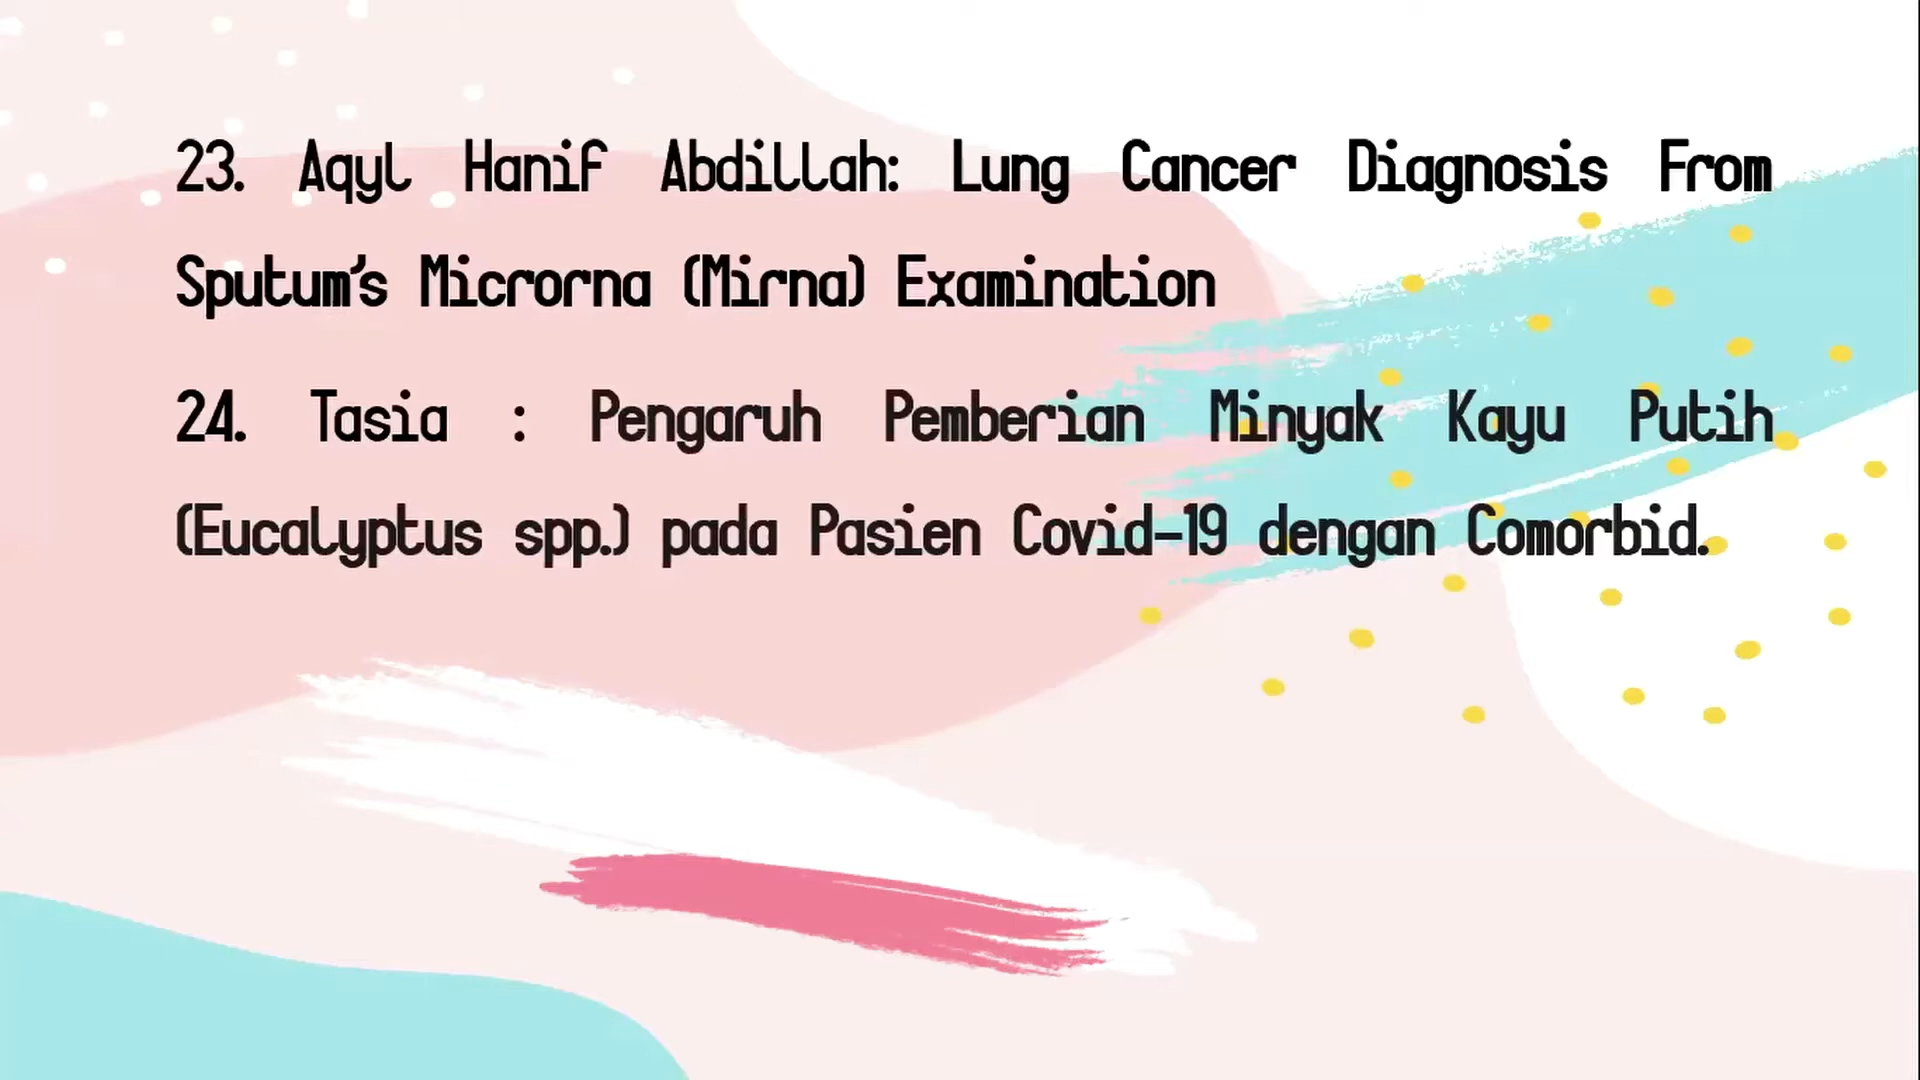 23. Aqyl Hanif Abdillah: Lung Cancer Diagnosis From
Sputum's Microrna (Mirna) Examination
24. Tasia : Pengaruh Pemberian Minyak Kayu Putih
(Eucalyptus spp.) pada Pasien Covid-19 dengan Comorbid.